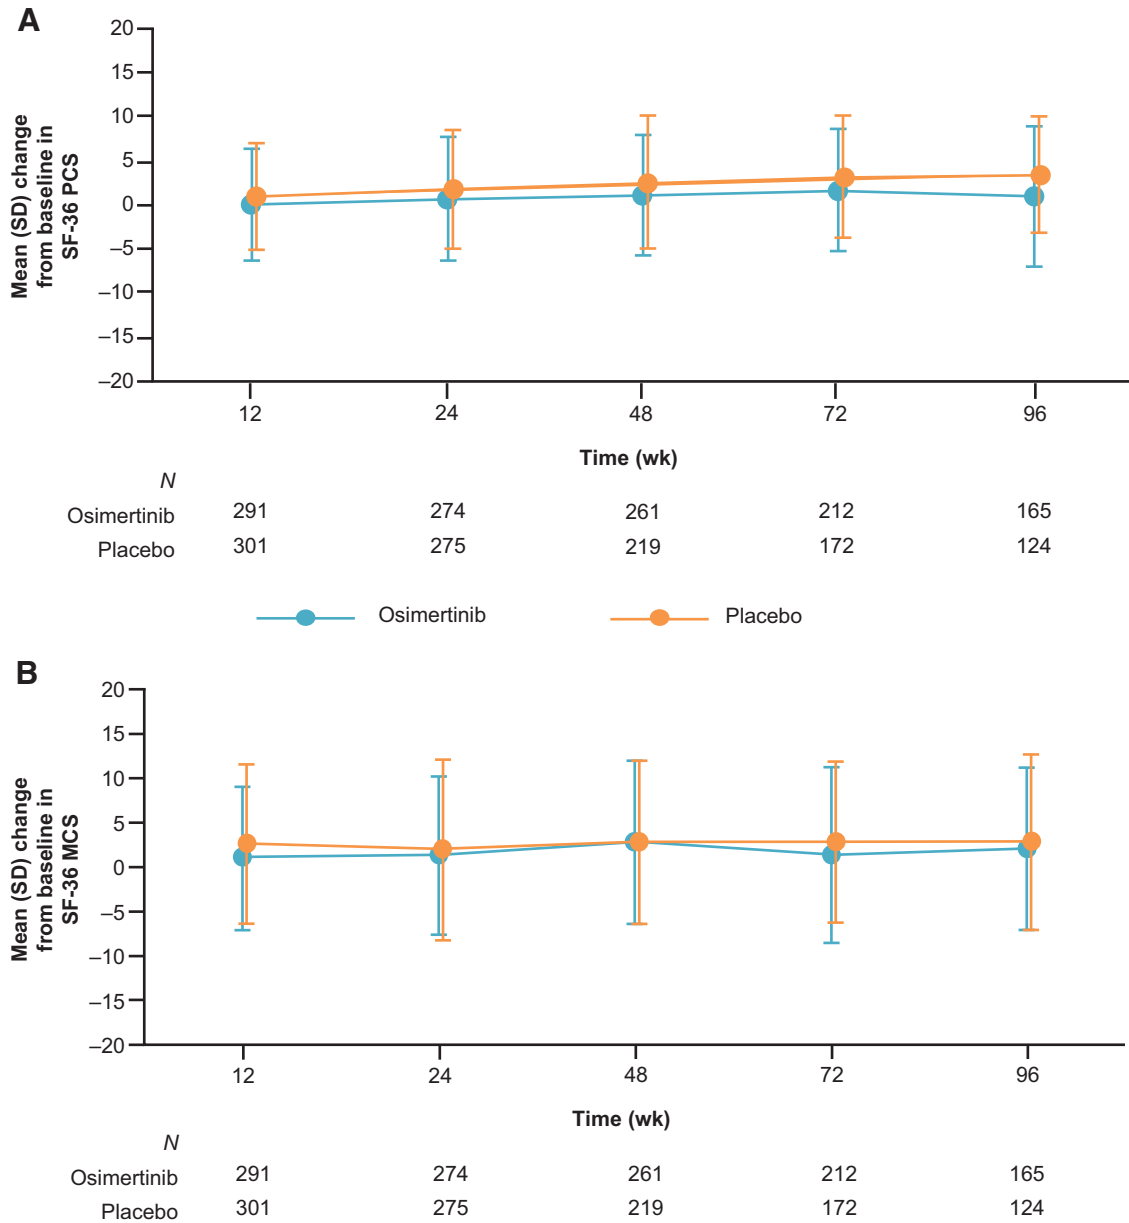 A
20
15
10
5
0
–5
–10
–15
–20
Mean (SD) change
from baseline in
SF-36 PCS
12 24 48 72 96
Time (wk)
N
Osimertinib 291 274 261 212 165
Placebo 301 275 219 172 124
Osimertinib Placebo
B
20
15
10
5
0
–5
–10
–15
–20
Mean (SD) change
from baseline in
SF-36 MCS
12 24 48 72 96
Time (wk)
N
Osimertinib 291 274 261 212 165
Placebo 301 275 219 172 124